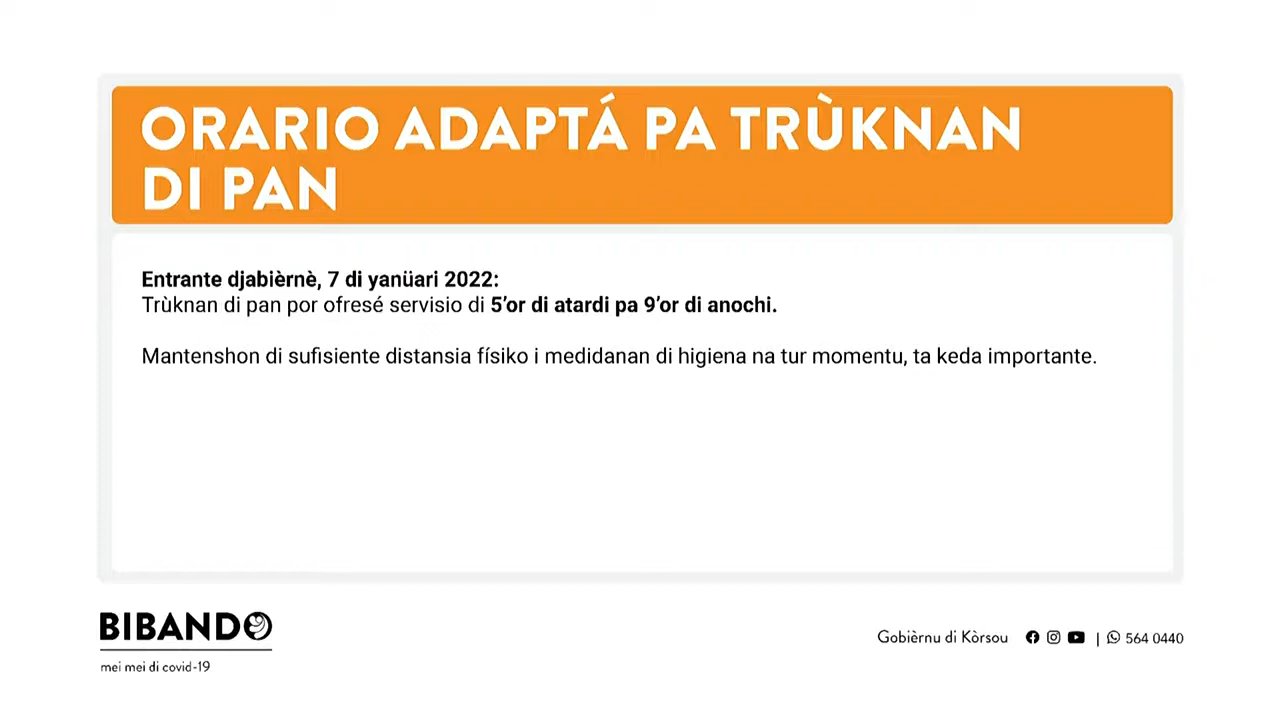 ORARIO ADAPTÁ PA TRÙKNAN
DI PAN
Entrante djabièrnè, 7 di yanüari 2022:
Trùknan di pan por ofresé servisio di 5’or di atardi pa 9’or di anochi.
Mantenshon di sufisiente distansia físiko i medidanan di higiena na tur momentu, ta keda importante.
BIBANDO
mei mei di covid-19
Gobièrnu di Kòrsou | 564 0440